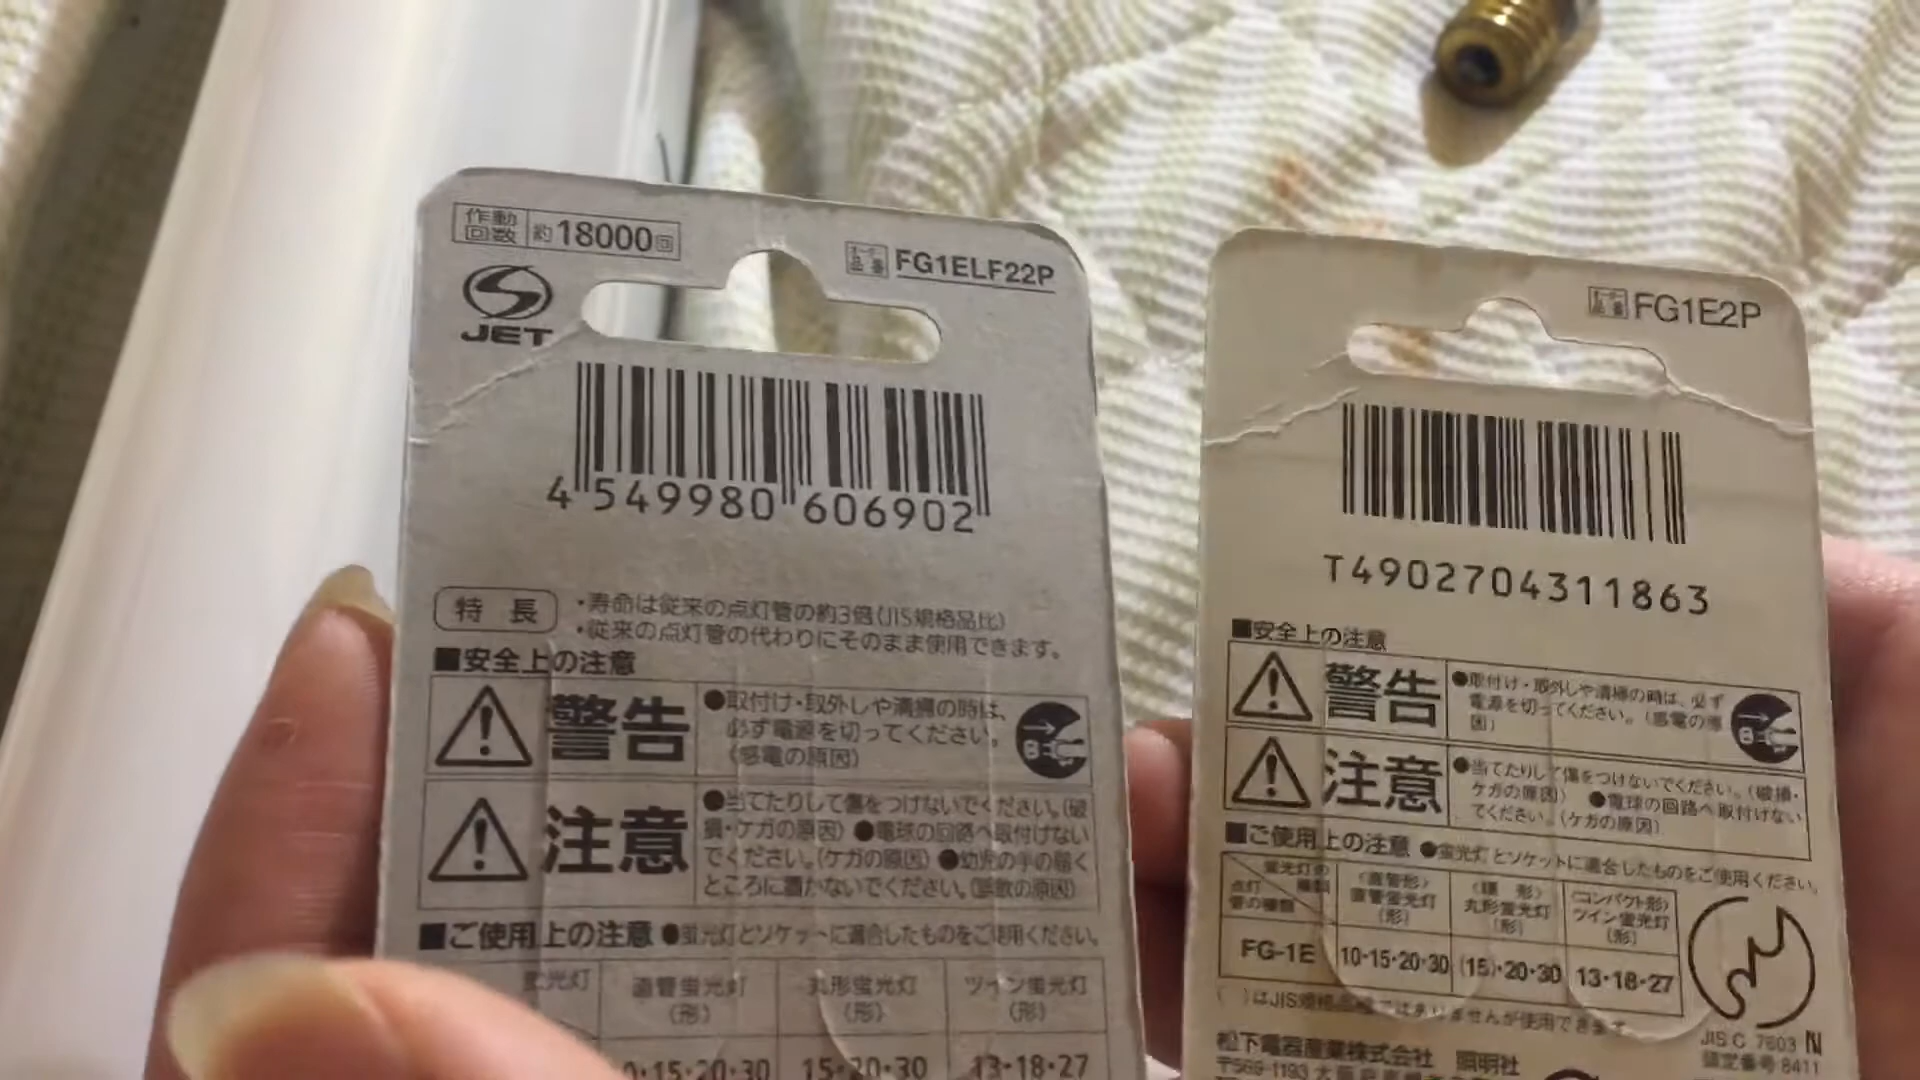 作動回数 約18000回
オーダー品番 FG1ELF22P
JET
4 549980 606902
特長
・寿命は従来の点灯管の約3倍(JIS規格品比)
・従来の点灯管の代わりにそのまま使用できます。
■安全上の注意
警告
●取付け・取外しや清掃の時は、
必ず電源を切ってください。
(感電の原因)
注意
●当てたりして傷をつけないでください。(破
損・ケガの原因) ●電球の回路へ取付けない
でください。(ケガの原因) ●幼児の手の届く
ところに置かないでください。(誤飲の原因)
■ご使用上の注意 ●蛍光灯とソケットに適合したものをご使用ください。
蛍光灯 直管蛍光灯(形) 丸形蛍光灯(形) ツイン蛍光灯(形)
0・15・20・30 15・20・30 13・18・27
オーダー品番 FG1E2P
T4902704311863
■安全上の注意
警告
●取付け・取外しや清掃の時は、必ず
電源を切ってください。(感電の原
因)
注意
●当てたりして傷をつけないでください。(破損・
ケガの原因) ●電球の回路へ取付けない
でください。(ケガの原因)
■ご使用上の注意 ●蛍光灯とソケットに適合したものをご使用ください。
点灯管の種類 蛍光灯の種類 〈直管形〉直管蛍光灯(形) 〈環形〉丸形蛍光灯(形) 〈コンパクト形〉ツイン蛍光灯(形)
FG-1E 10・15・20・30 (15)・20・30 13・18・27
( )はJIS規格品種ではありませんが使用できます。
JIS C 7603 N
認定番号8411
松下電器産業株式会社 照明社
〒569-1193 大阪府